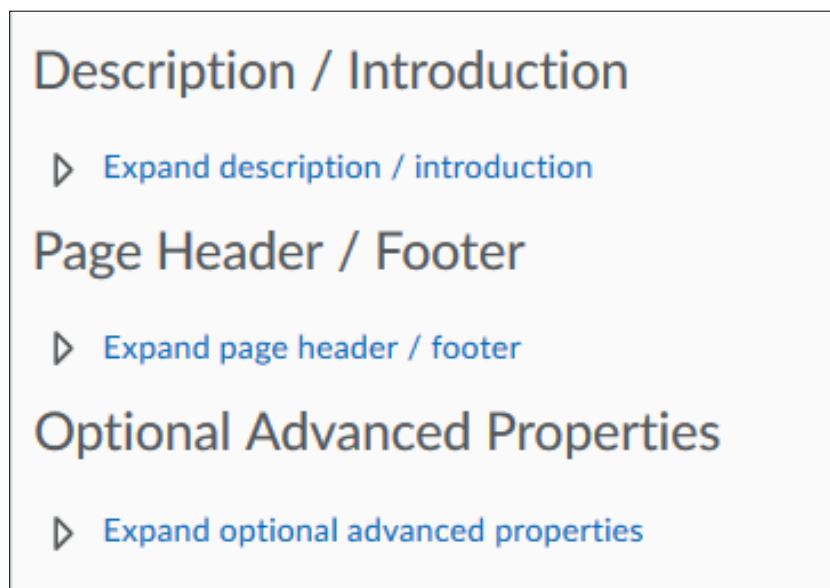 Description / Introduction
Expand description / introduction
Page Header / Footer
Expand page header / footer
Optional Advanced Properties
Expand optional advanced properties